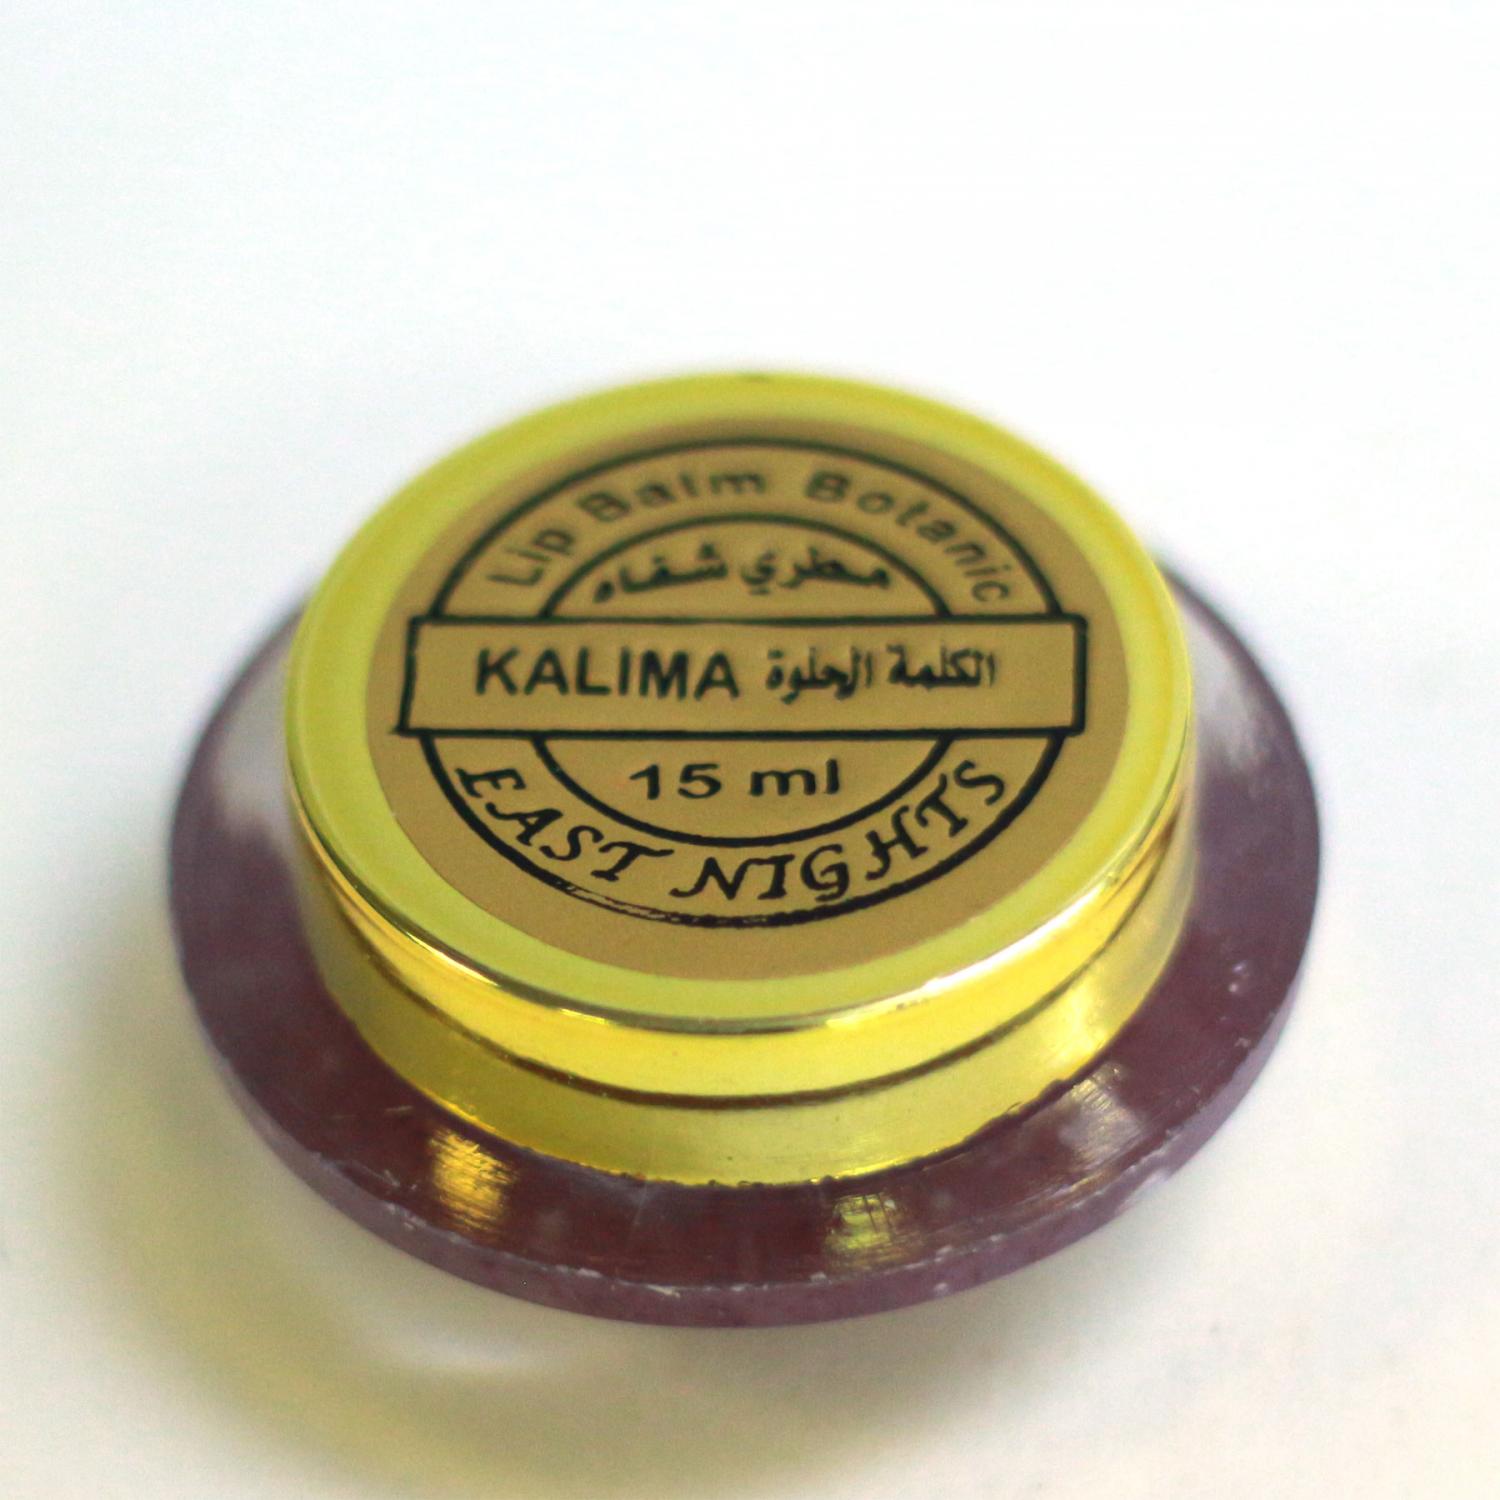 Lip Balm Botanic
مطري شفاه
KALIMA الكلمة الحلوة
15 ml
EAST NIGHTS